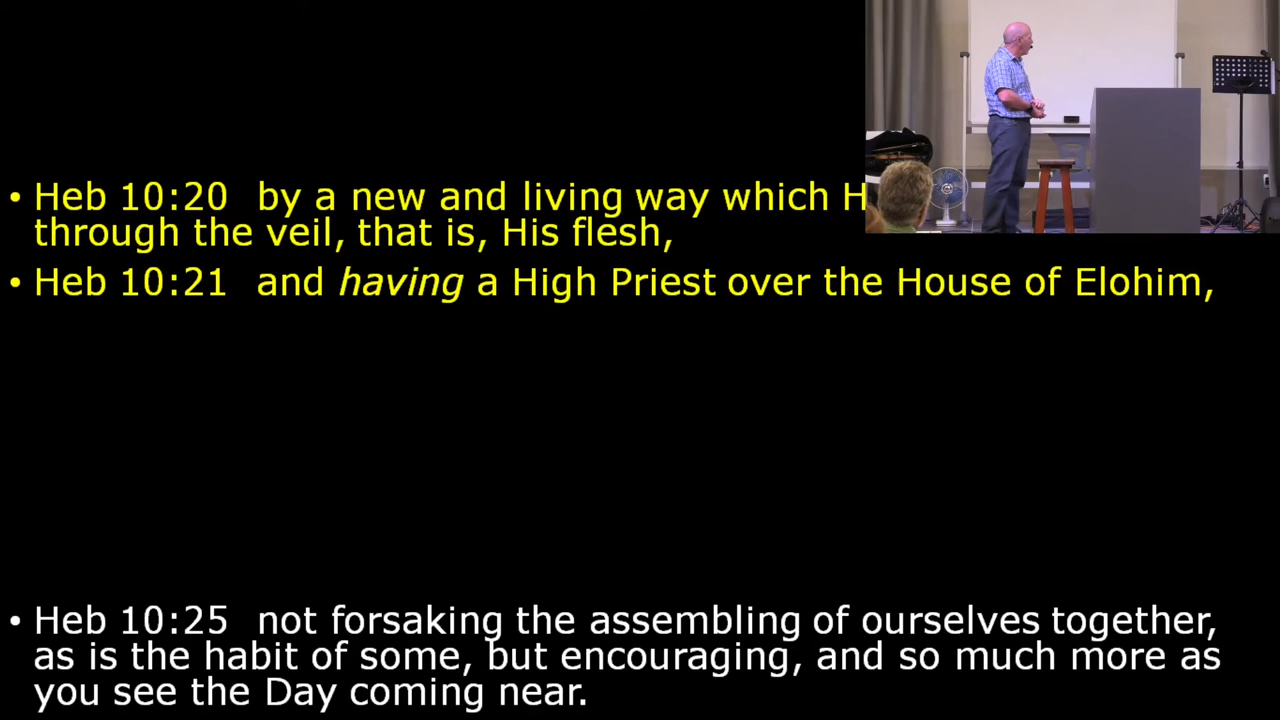 • Heb 10:20 by a new and living way which H
through the veil, that is, His flesh,
• Heb 10:21 and having a High Priest over the House of Elohim,
• Heb 10:25 not forsaking the assembling of ourselves together,
as is the habit of some, but encouraging, and so much more as
you see the Day coming near.